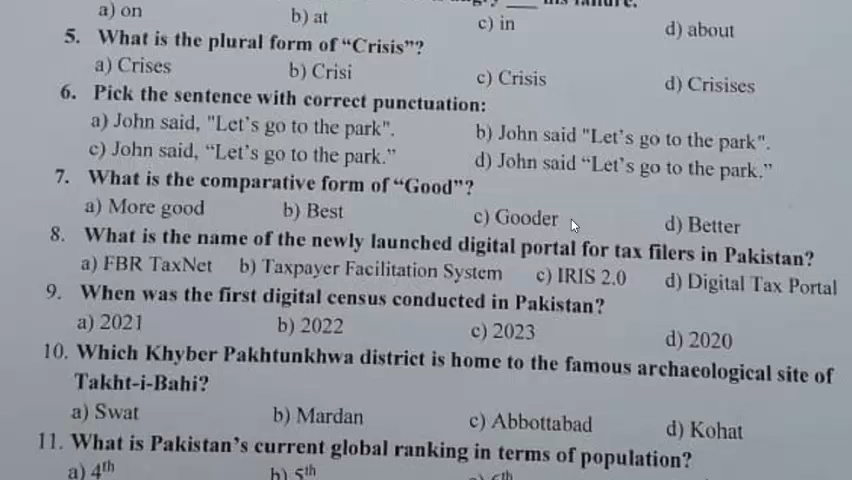 his failure.
a) on b) at c) in d) about
5. What is the plural form of “Crisis”?
a) Crises b) Crisi c) Crisis d) Crisises
6. Pick the sentence with correct punctuation:
a) John said, "Let’s go to the park". b) John said "Let’s go to the park".
c) John said, “Let’s go to the park.” d) John said “Let’s go to the park.”
7. What is the comparative form of “Good”?
a) More good b) Best c) Gooder d) Better
8. What is the name of the newly launched digital portal for tax filers in Pakistan?
a) FBR TaxNet b) Taxpayer Facilitation System c) IRIS 2.0 d) Digital Tax Portal
9. When was the first digital census conducted in Pakistan?
a) 2021 b) 2022 c) 2023 d) 2020
10. Which Khyber Pakhtunkhwa district is home to the famous archaeological site of
Takht-i-Bahi?
a) Swat b) Mardan c) Abbottabad d) Kohat
11. What is Pakistan’s current global ranking in terms of population?
a) 4th b) 5th c) 6th